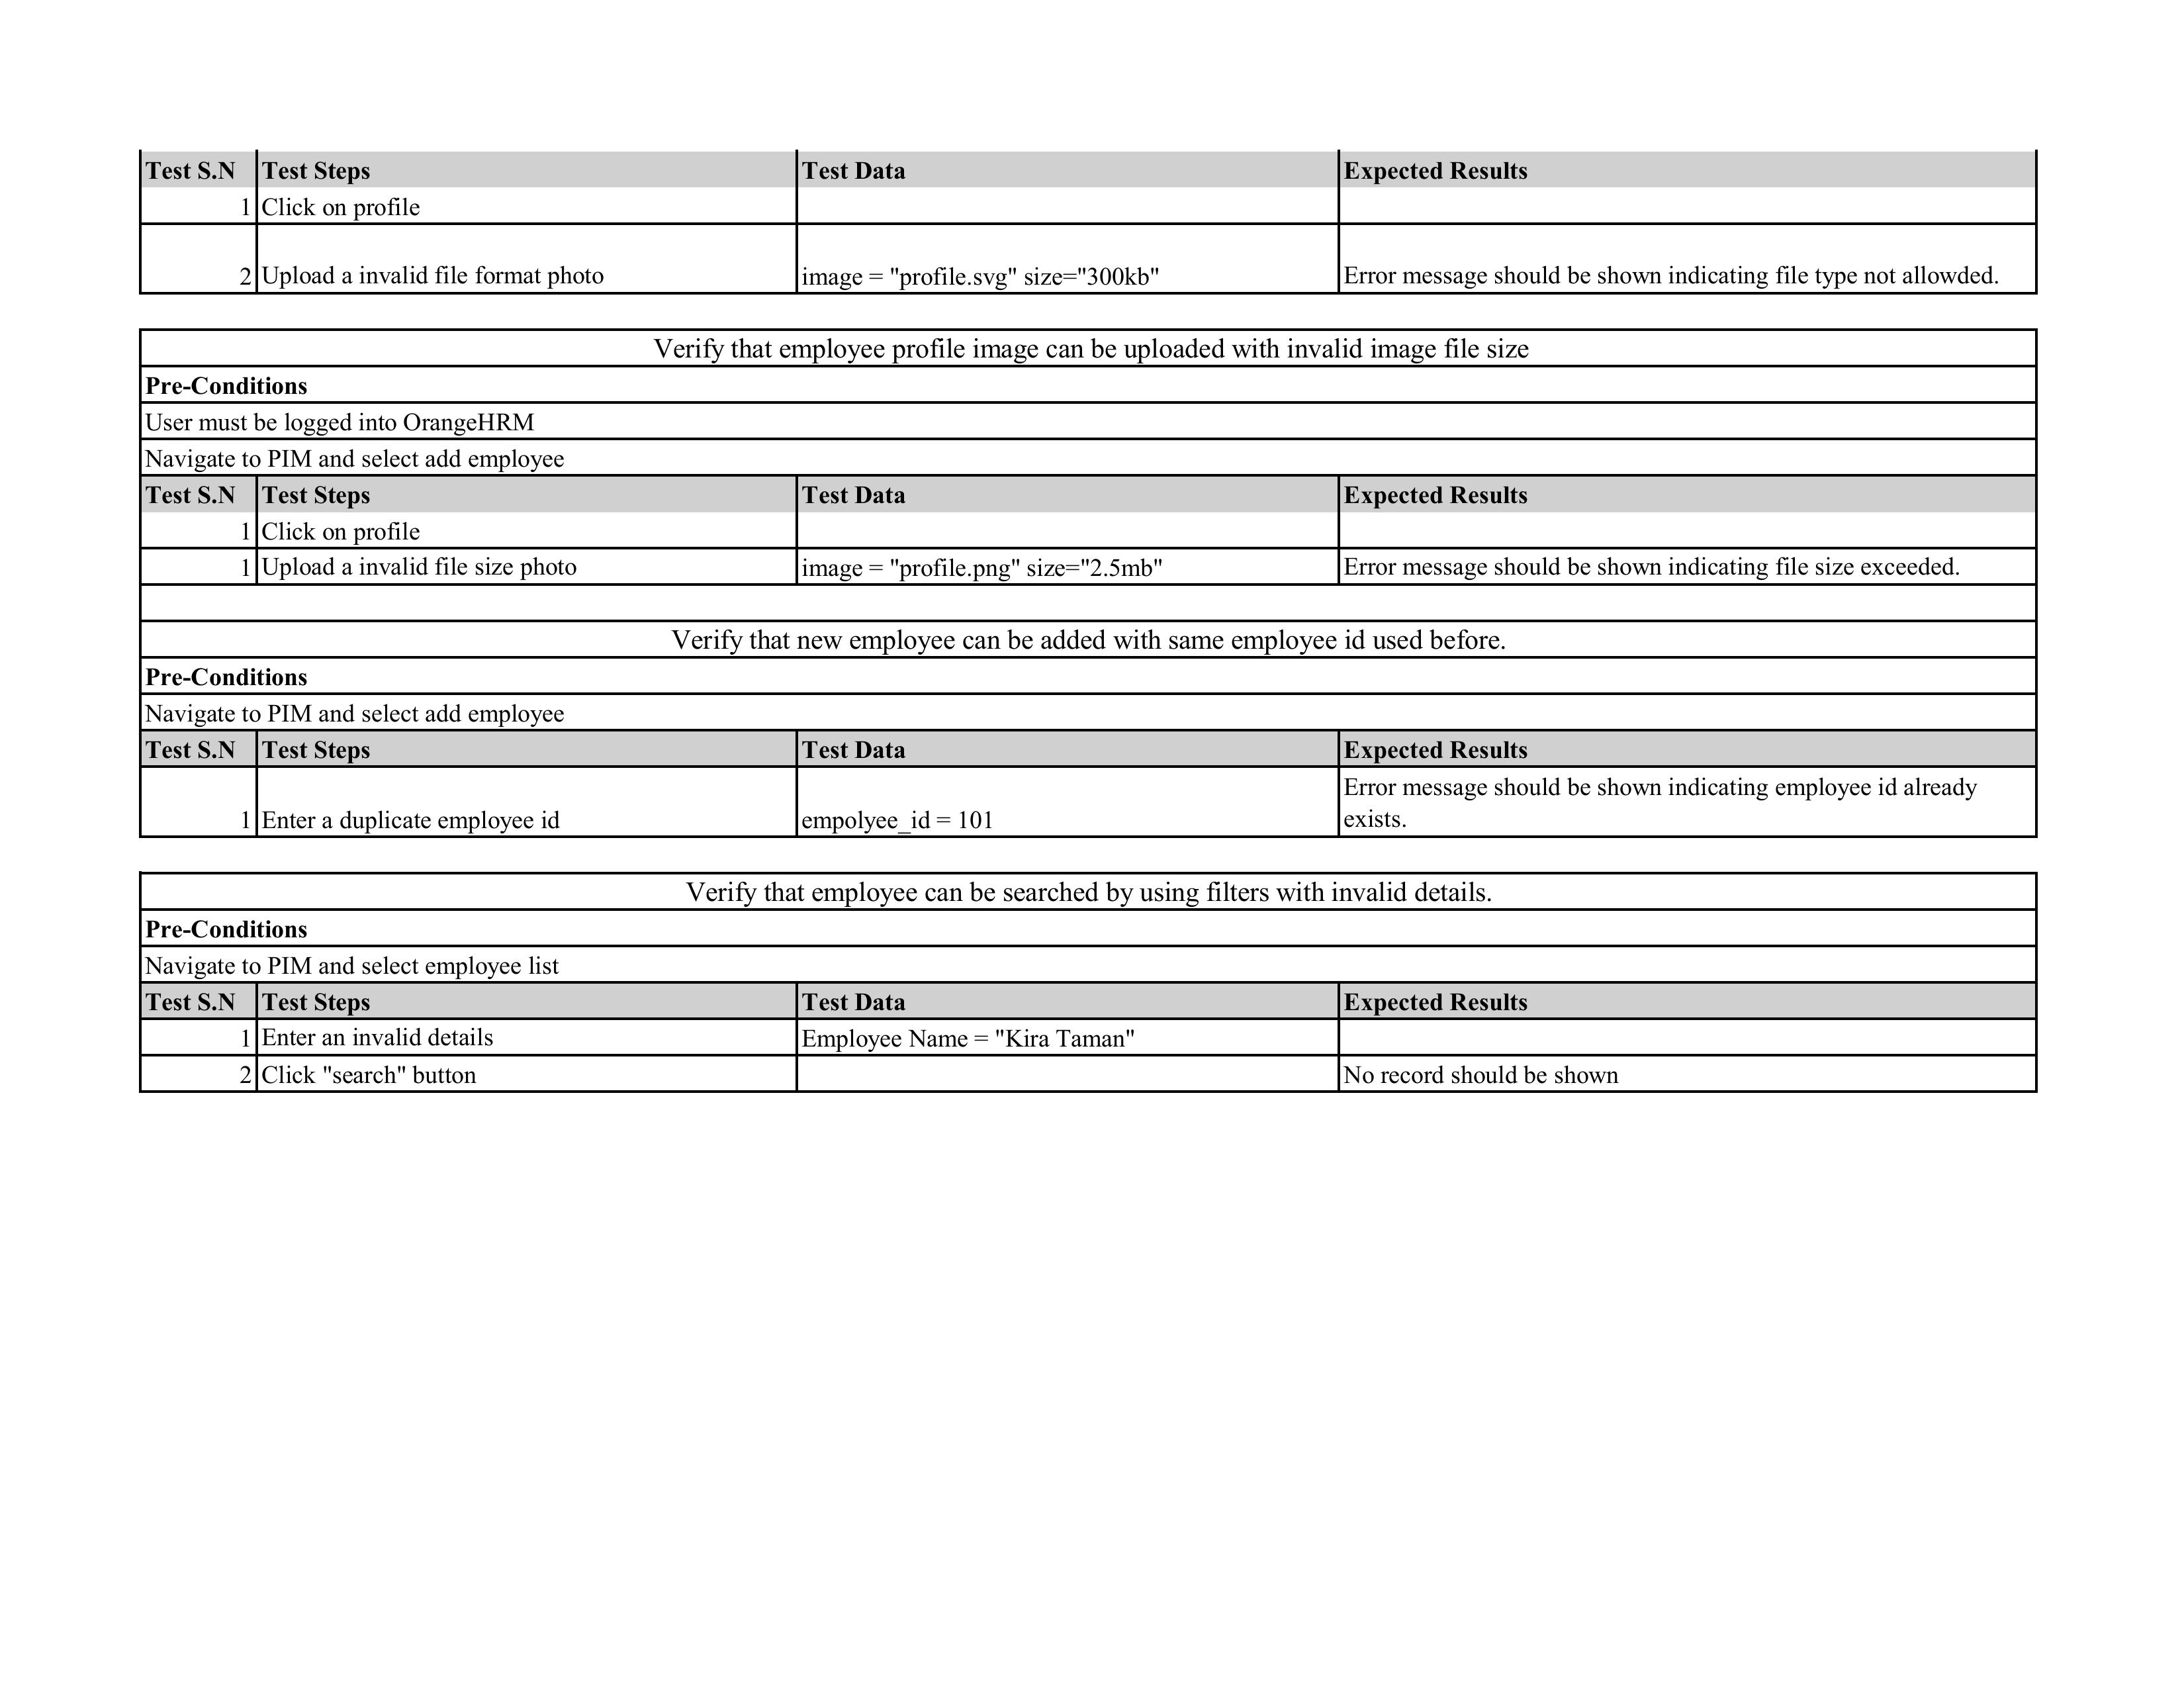 Test S.N Test Steps Test Data Expected Results
1 Click on profile
2 Upload a invalid file format photo image = "profile.svg" size="300kb" Error message should be shown indicating file type not allowded.
Verify that employee profile image can be uploaded with invalid image file size
Pre-Conditions
User must be logged into OrangeHRM
Navigate to PIM and select add employee
Test S.N Test Steps Test Data Expected Results
1 Click on profile
1 Upload a invalid file size photo image = "profile.png" size="2.5mb" Error message should be shown indicating file size exceeded.
Verify that new employee can be added with same employee id used before.
Pre-Conditions
Navigate to PIM and select add employee
Test S.N Test Steps Test Data Expected Results
Error message should be shown indicating employee id already
1 Enter a duplicate employee id empolyee_id = 101 exists.
Verify that employee can be searched by using filters with invalid details.
Pre-Conditions
Navigate to PIM and select employee list
Test S.N Test Steps Test Data Expected Results
1 Enter an invalid details Employee Name = "Kira Taman"
2 Click "search" button No record should be shown